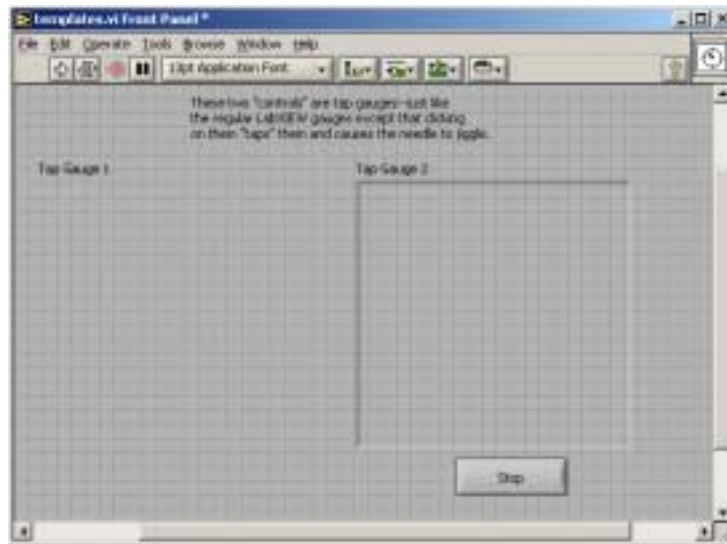 templates.vi Front Panel *
File Edit Operate Tools Browse Window Help
13pt Application Font
These two "controls" are tap gauges--just like
the regular LabVIEW gauges except that clicking
on them "taps" them and causes the needle to jiggle.
Tap Gauge 1
Tap Gauge 2
Stop